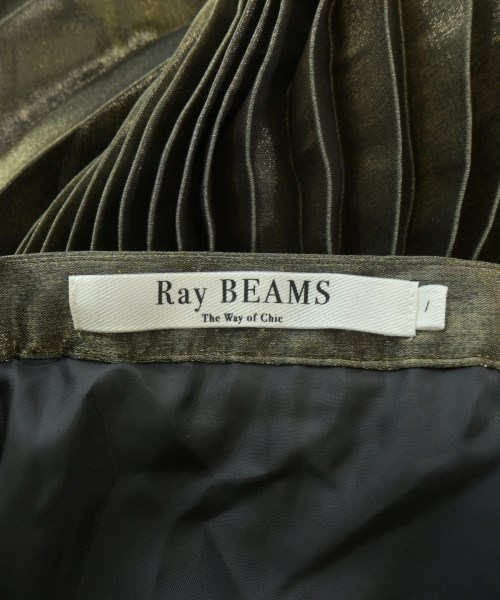 Ray BEAMS
The Way of Chic
1